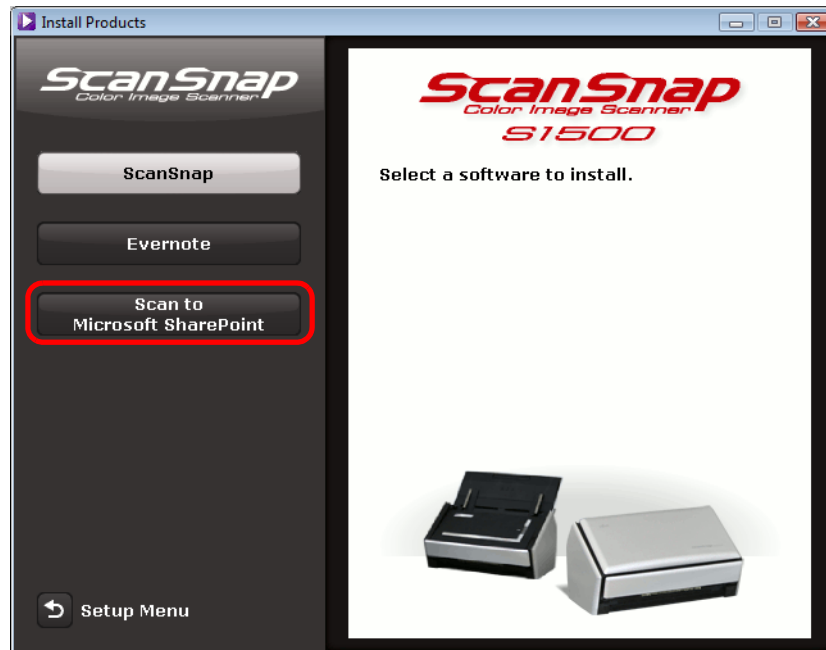 Install Products
ScanSnap
Color Image Scanner
ScanSnap
Evernote
Scan to
Microsoft SharePoint
Setup Menu
ScanSnap
Color Image Scanner
S1500
Select a software to install.